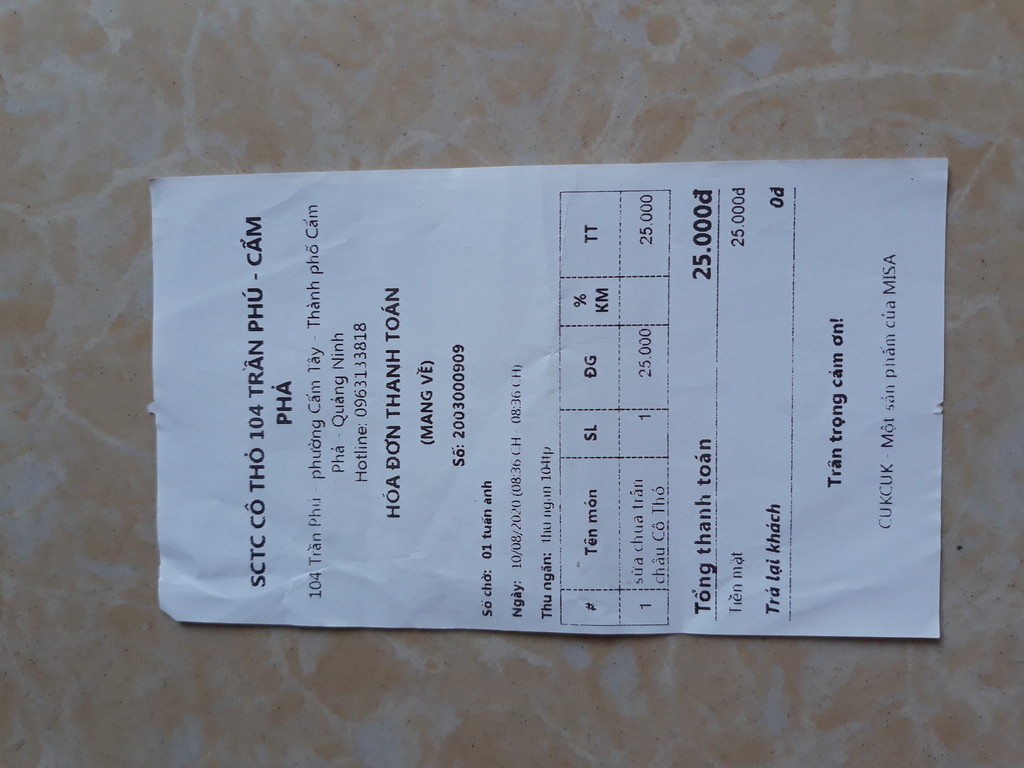 SCTC CÔ THỎ 104 TRẦN PHÚ - CẨM
PHẢ
104 Trần Phú - phường Cẩm Tây - Thành phố Cẩm
Phả - Quảng Ninh
Hotline: 0963133818
HÓA ĐƠN THANH TOÁN
(MANG VỀ)
Số: 2003000909
Số chờ: 01 tuấn anh
Ngày: 10/08/2020 (08:36 CH - 08:36 CH)
Thu ngân: thu ngan 104tp
# Tên món SL ĐG % KM TT
1 sữa chua trân 1 25.000 25.000
châu Cô Thỏ
Tổng thanh toán 25.000đ
Tiền mặt 25.000đ
Trả lại khách 0đ
Trân trọng cảm ơn!
CUKCUK - Một sản phẩm của MISA